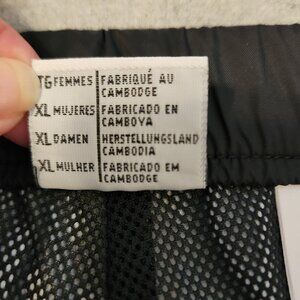 TG FEMMES FABRIQUÉ AU
CAMBODGE
XL MUJERES FABRICADO EN
CAMBOYA
XL DAMEN HERSTELLUNGSLAND
CAMBODIA
XL MULHER FABRICADO EM
CAMBODGE